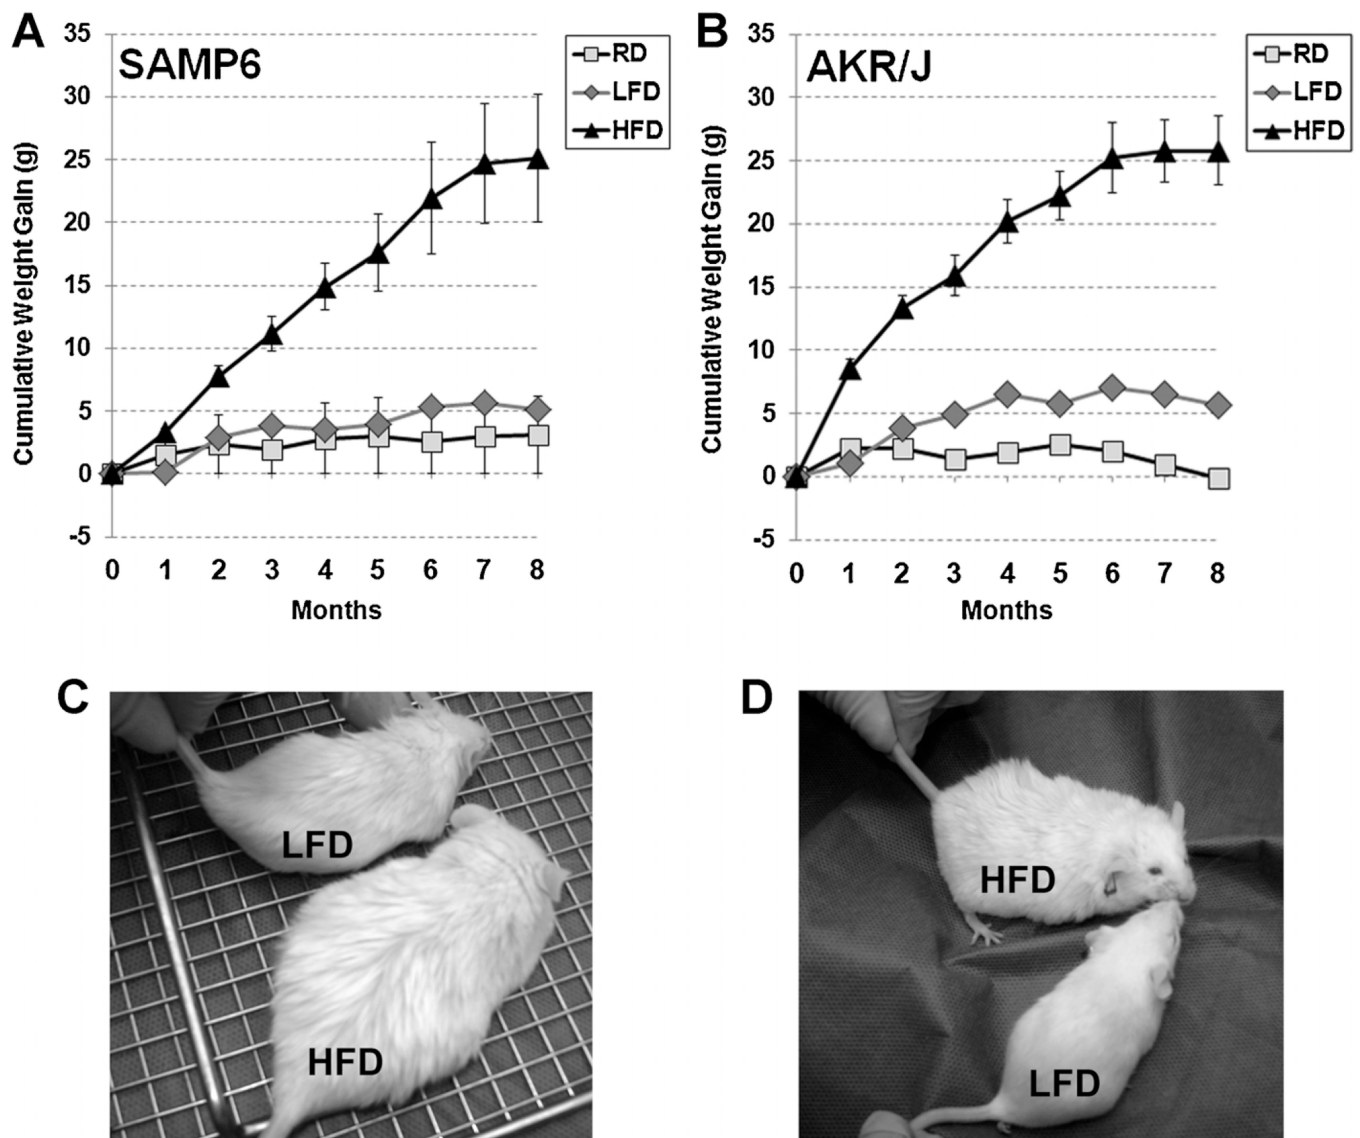 A
SAMP6
RD
LFD
HFD
Cumulative Weight Gain (g)
35
30
25
20
15
10
5
0
-5
0 1 2 3 4 5 6 7 8
Months
B
AKR/J
RD
LFD
HFD
Cumulative Weight Gain (g)
35
30
25
20
15
10
5
0
-5
0 1 2 3 4 5 6 7 8
Months
C
LFD
HFD
D
HFD
LFD